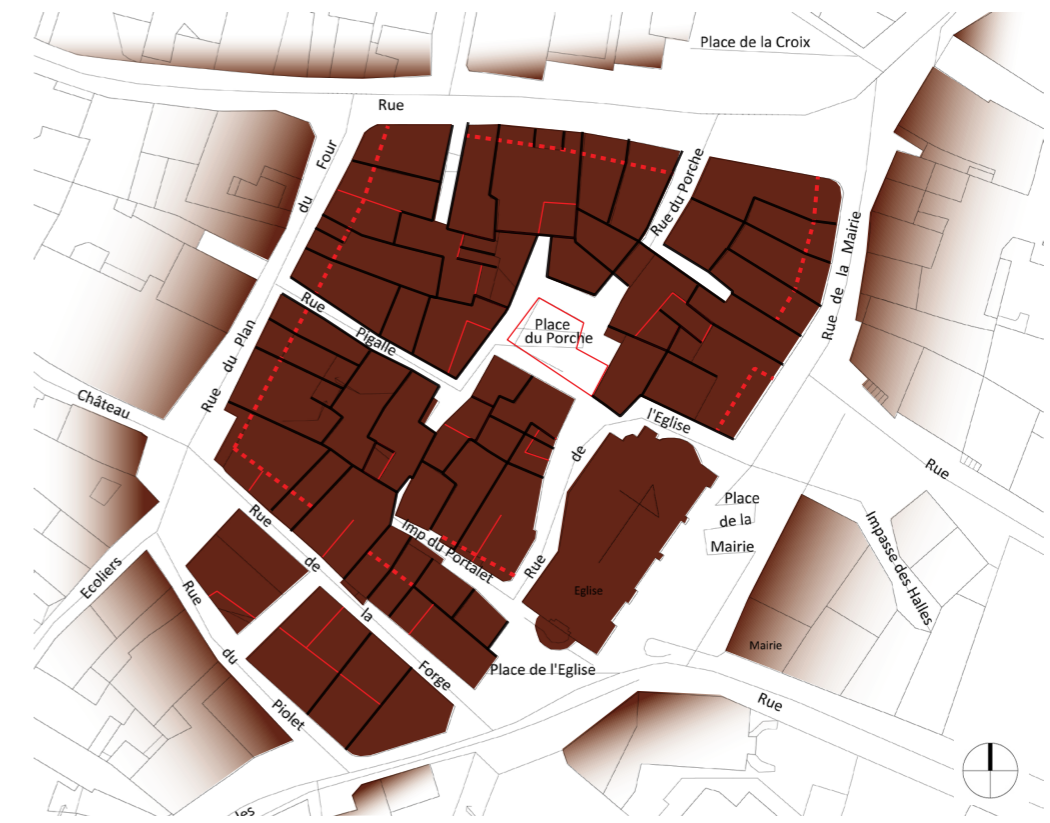 Place de la Croix
Rue
Rue du Porche
du Four
Rue de la Mairie
Rue Pigalle
Place
du Porche
Rue du Plan
Château
l'Eglise
Rue de
Rue
Place
de la
Mairie
Impasse des Halles
Imp du Portalet
Rue de la Forge
Ecoliers
Rue du Piolet
Eglise
Mairie
Place de l'Eglise
Rue
les